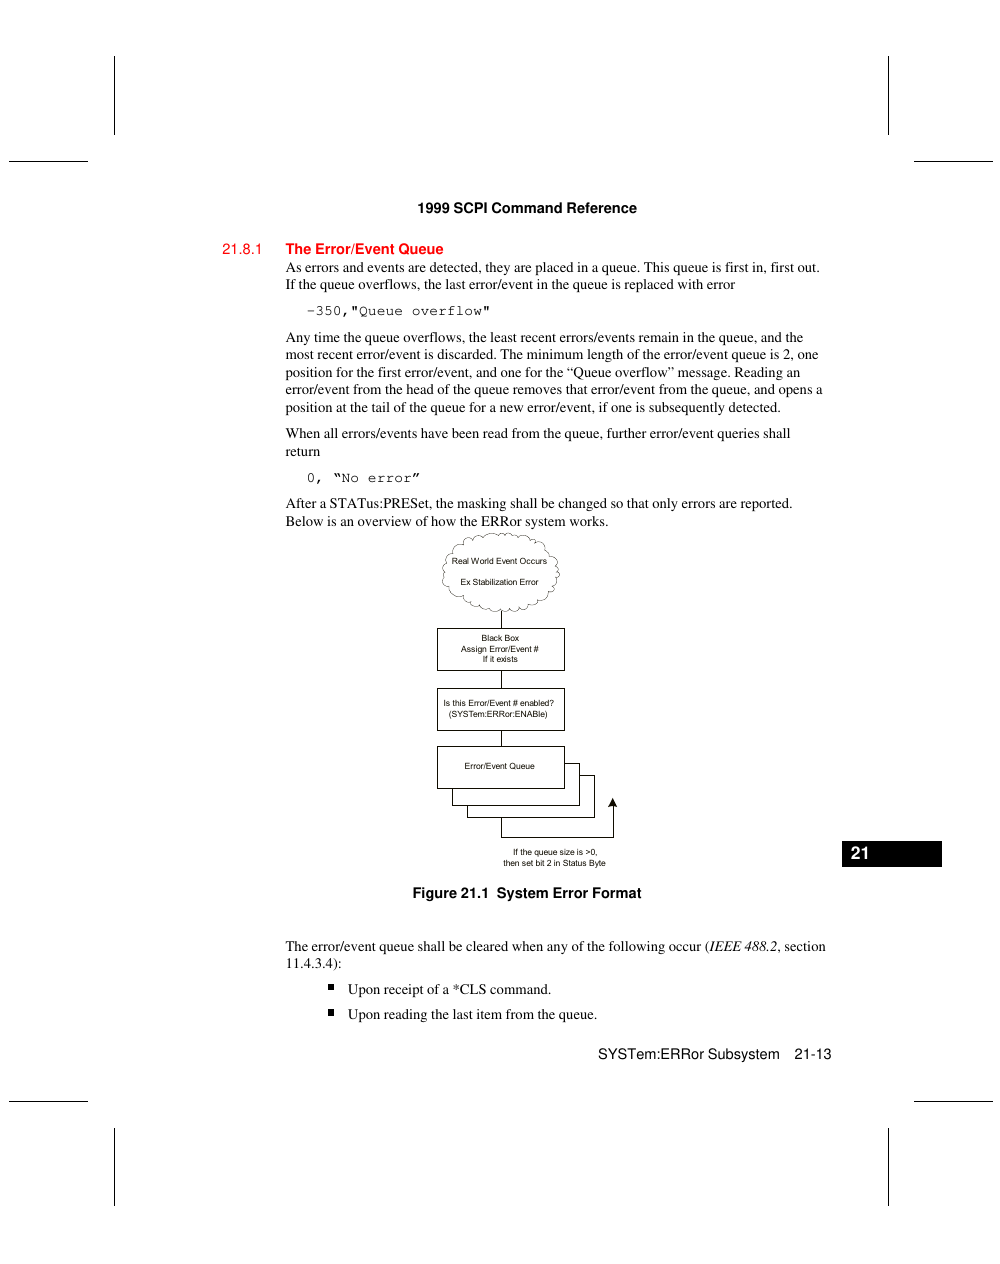 1999 SCPI Command Reference
21.8.1 The Error/Event Queue
As errors and events are detected, they are placed in a queue. This queue is first in, first out.
If the queue overflows, the last error/event in the queue is replaced with error
-350,"Queue overflow"
Any time the queue overflows, the least recent errors/events remain in the queue, and the
most recent error/event is discarded. The minimum length of the error/event queue is 2, one
position for the first error/event, and one for the “Queue overflow” message. Reading an
error/event from the head of the queue removes that error/event from the queue, and opens a
position at the tail of the queue for a new error/event, if one is subsequently detected.
When all errors/events have been read from the queue, further error/event queries shall
return
0, “No error”
After a STATus:PRESet, the masking shall be changed so that only errors are reported.
Below is an overview of how the ERRor system works.
Real World Event Occurs
Ex Stabilization Error
Black Box
Assign Error/Event #
If it exists
Is this Error/Event # enabled?
(SYSTem:ERRor:ENABle)
Error/Event Queue
If the queue size is >0,
then set bit 2 in Status Byte
21
Figure 21.1 System Error Format
The error/event queue shall be cleared when any of the following occur (IEEE 488.2, section
11.4.3.4):
■ Upon receipt of a *CLS command.
■ Upon reading the last item from the queue.
SYSTem:ERRor Subsystem 21-13